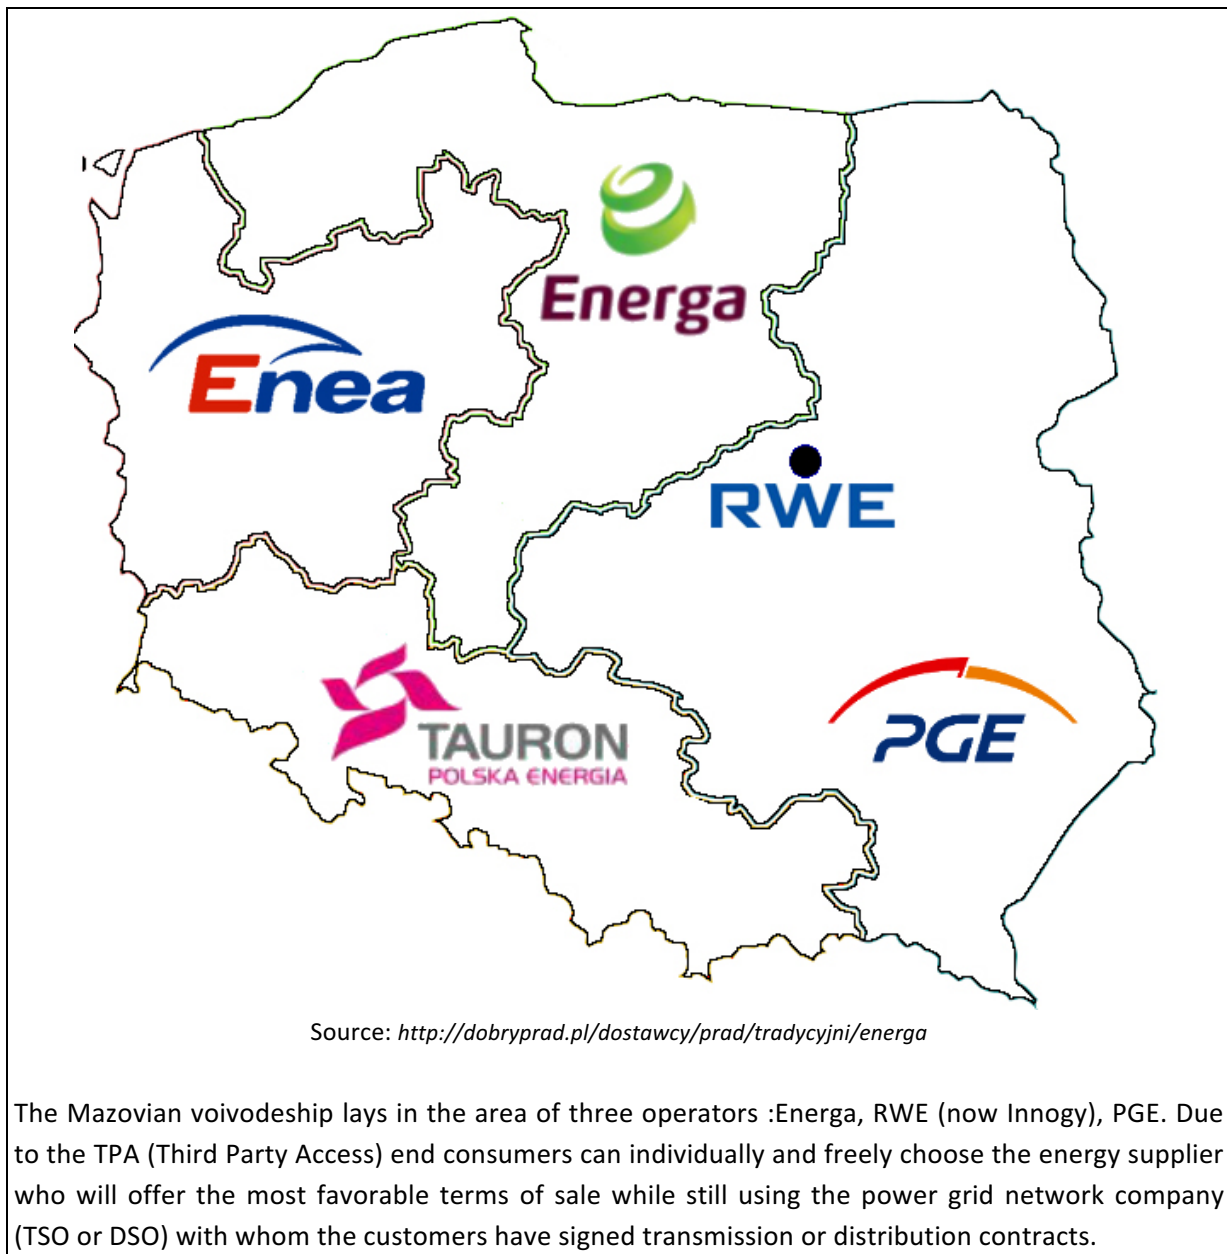 Energa
Enea
RWE
TAURON
POLSKA ENERGIA
PGE
Source: http://dobryprad.pl/dostawcy/prad/tradycyjni/energa
The Mazovian voivodeship lays in the area of three operators :Energa, RWE (now Innogy), PGE. Due
to the TPA (Third Party Access) end consumers can individually and freely choose the energy supplier
who will offer the most favorable terms of sale while still using the power grid network company
(TSO or DSO) with whom the customers have signed transmission or distribution contracts.